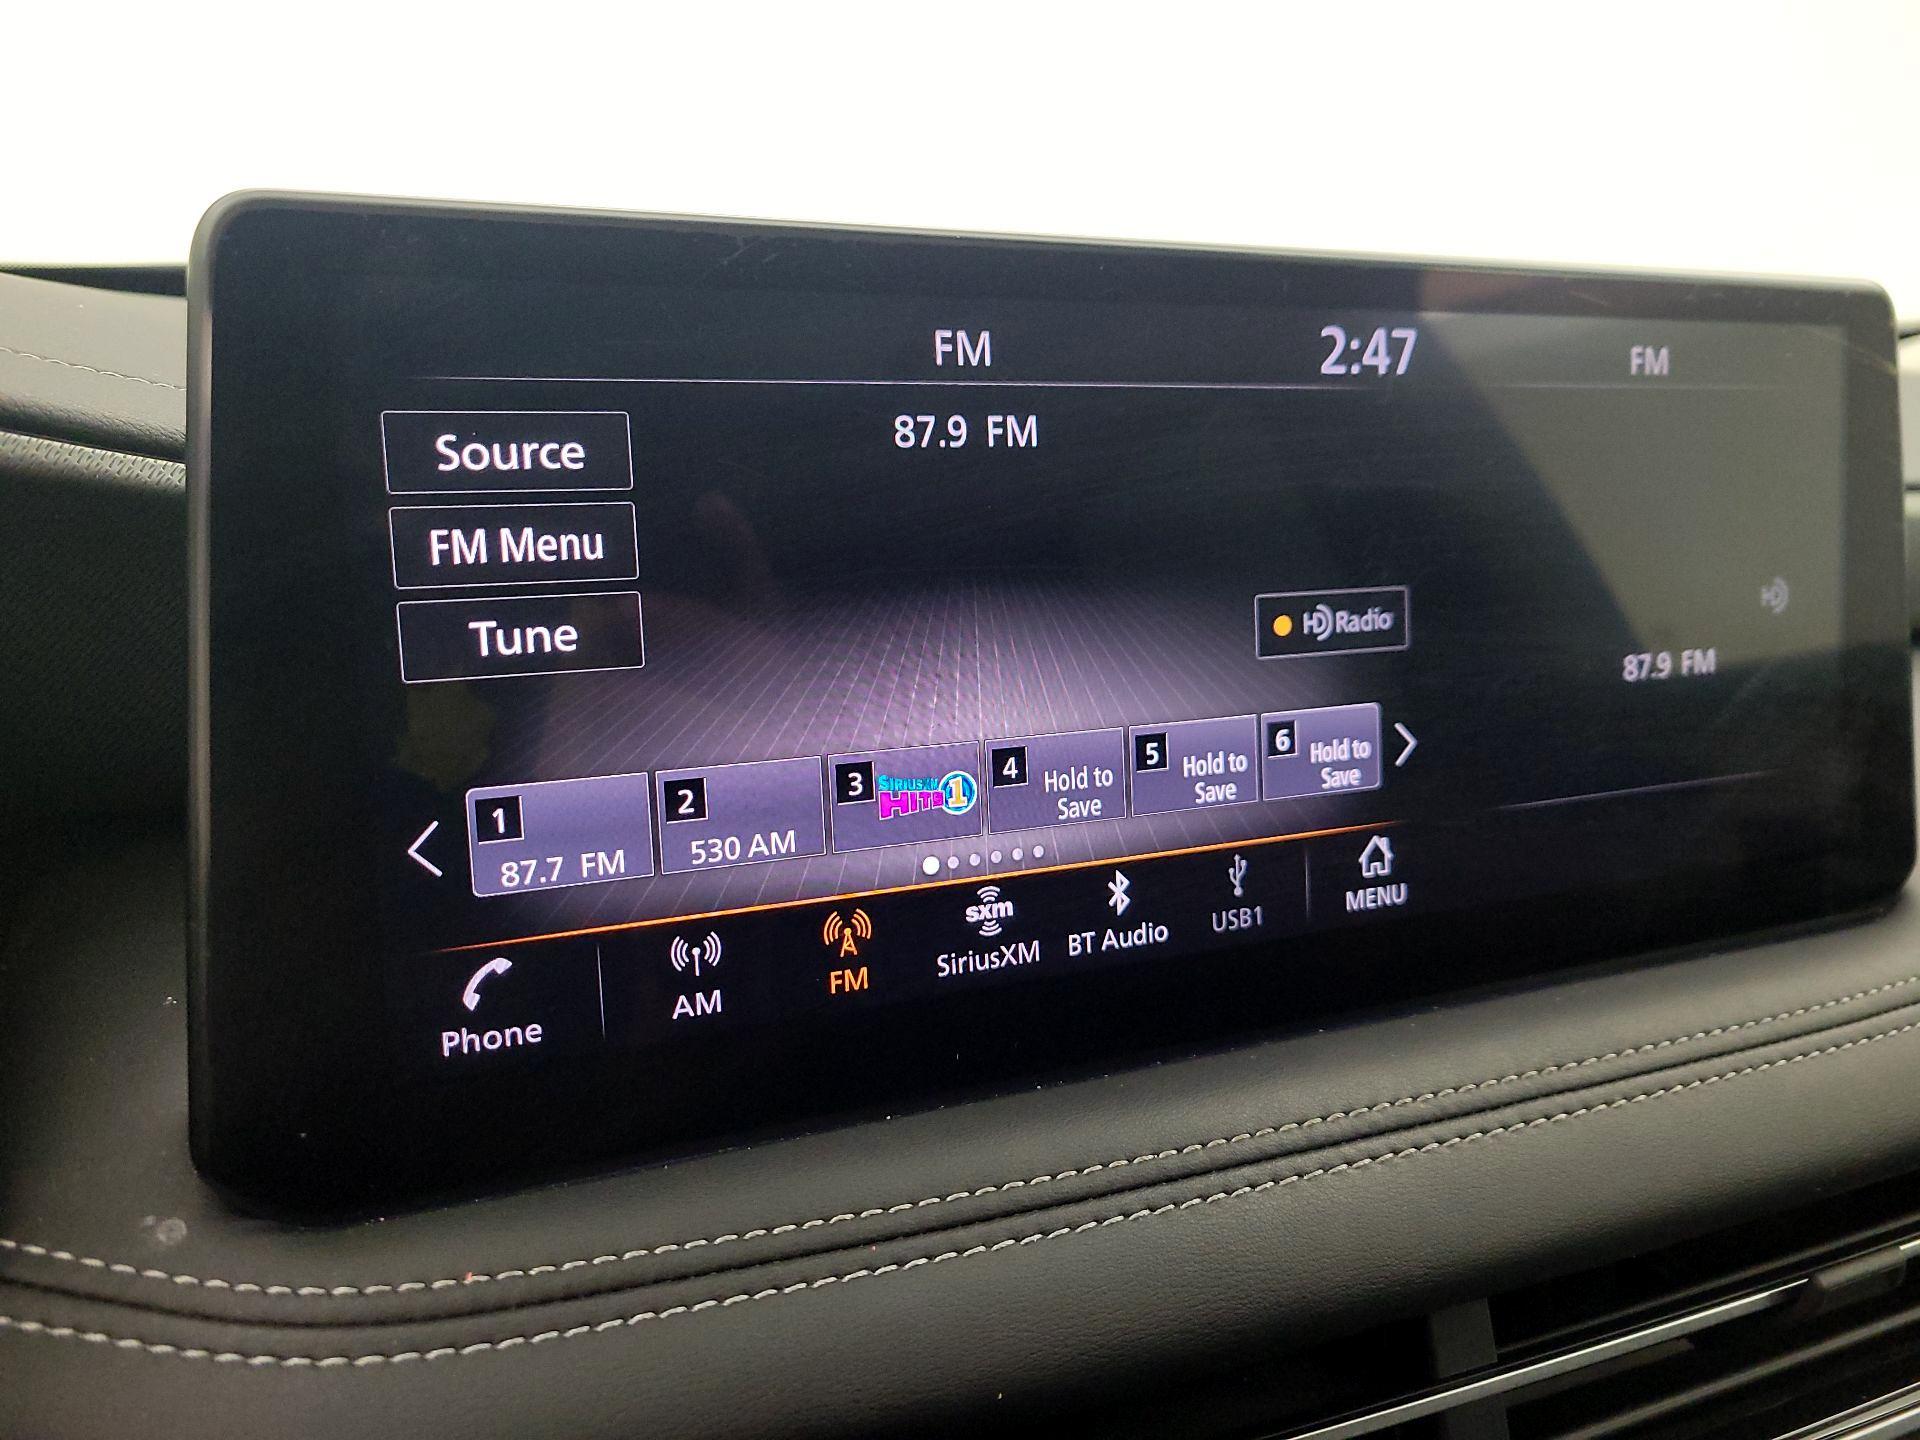 FM
2:47
FM
Source
87.9 FM
FM Menu
Tune
HD Radio
HD
87.9 FM
1
87.7 FM
2
530 AM
3
SIRIUSXM
HITS 1
4
Hold to
Save
5
Hold to
Save
6
Hold to
Save
Phone
AM
FM
sxm
SiriusXM
BT Audio
USB1
MENU